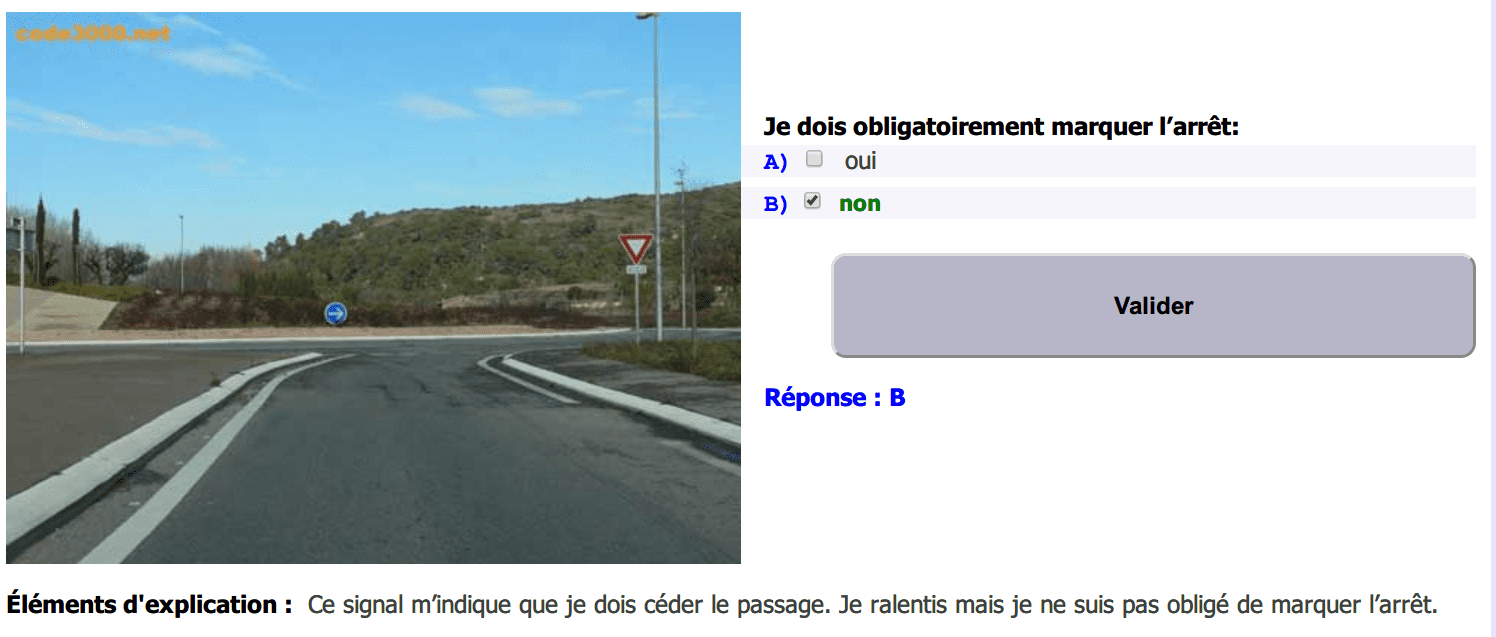 code3000.net
Je dois obligatoirement marquer l’arrêt:
A) oui
B) non
Valider
Réponse : B
Éléments d'explication : Ce signal m’indique que je dois céder le passage. Je ralentis mais je ne suis pas obligé de marquer l’arrêt.